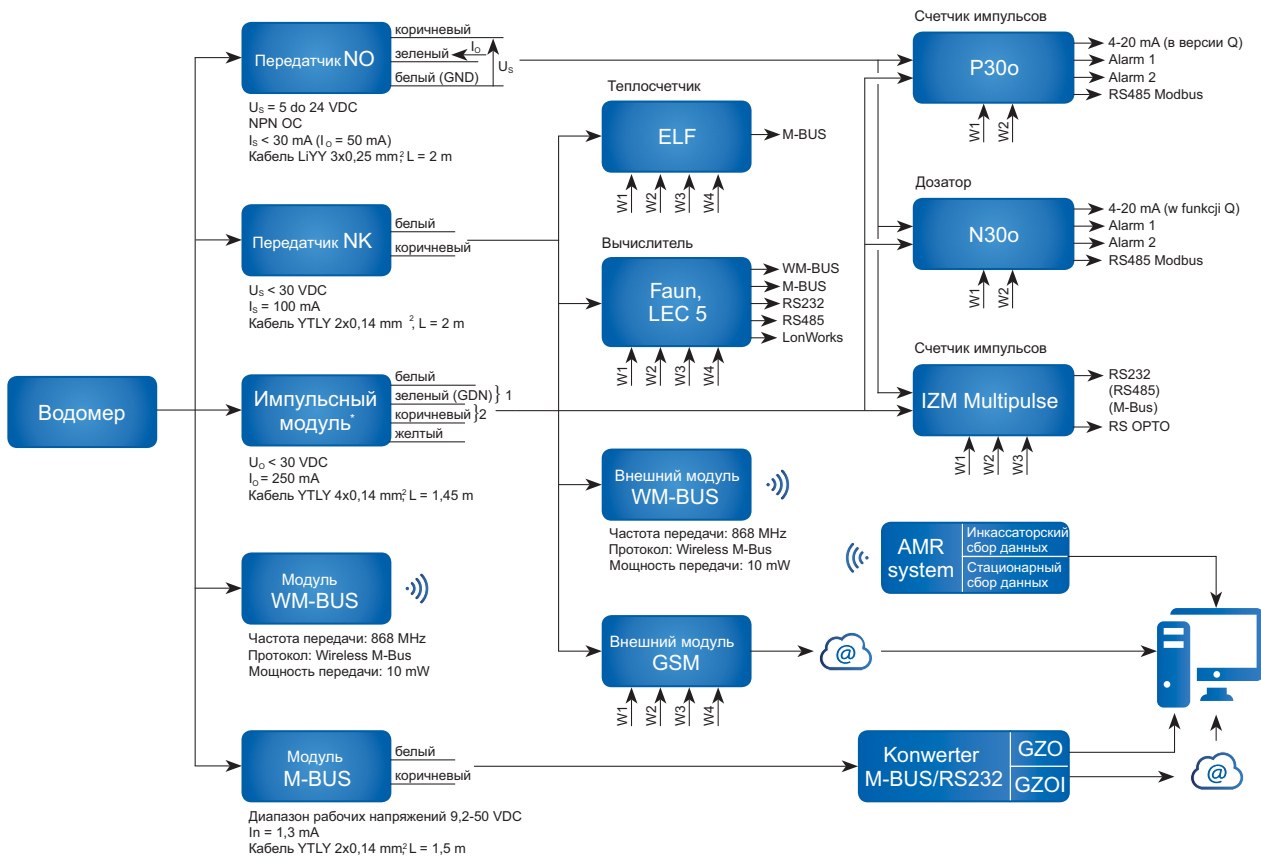 Водомер
Передатчик NO
коричневый
зеленый
Io
Us
белый (GND)
Us = 5 do 24 VDC
NPN OC
Is < 30 mA (Io = 50 mA)
Кабель LiYY 3x0,25 mm², L = 2 m
Передатчик NK
белый
коричневый
Us < 30 VDC
Is = 100 mA
Кабель YTLY 2x0,14 mm², L = 2 m
Импульсный
модуль*
белый
зеленый (GDN) } 1
коричневый }2
желтый
Uo < 30 VDC
Io = 250 mA
Кабель YTLY 4x0,14 mm², L = 1,45 m
Модуль
WM-BUS
Частота передачи: 868 MHz
Протокол: Wireless M-Bus
Мощность передачи: 10 mW
Модуль
M-BUS
белый
коричневый
Диапазон рабочих напряжений 9,2-50 VDC
In = 1,3 mA
Кабель YTLY 2x0,14 mm², L = 1,5 m
Теплосчетчик
ELF
M-BUS
W1 W2 W3 W4
Вычислитель
Faun,
LEC 5
WM-BUS
M-BUS
RS232
RS485
LonWorks
W1 W2 W3 W4
Внешний модуль
WM-BUS
Частота передачи: 868 MHz
Протокол: Wireless M-Bus
Мощность передачи: 10 mW
Внешний модуль
GSM
W1 W2 W3 W4
@
Счетчик импульсов
P30o
4-20 mA (в версии Q)
Alarm 1
Alarm 2
RS485 Modbus
W1 W2
Дозатор
N30o
4-20 mA (w funkcji Q)
Alarm 1
Alarm 2
RS485 Modbus
W1 W2
Счетчик импульсов
IZM Multipulse
RS232
(RS485)
(M-Bus)
RS OPTO
W1 W2 W3
AMR
system
Инкассаторский
сбор данных
Стационарный
сбор данных
Konwerter
M-BUS/RS232
GZO
GZOI
@